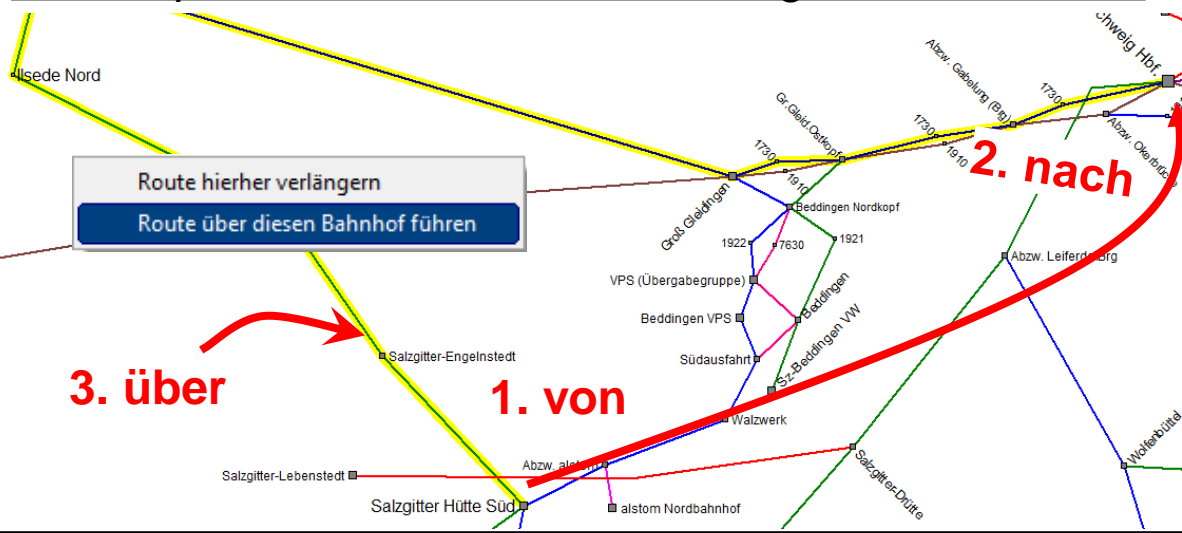 chweig Hbf.
Ilsede Nord
Abzw. Gabelung (Brg)
1730
Gr.Gleid.Ostkopf
1730
Abzw. Okerbrücke
1730
1910
2. nach
1910
Route hierher verlängern
Route über diesen Bahnhof führen
Groß Gleidingen
Beddingen Nordkopf
1922
7630
1921
Abzw. Leiferde Brg
VPS (Übergabegruppe)
Beddingen
Beddingen VPS
Südausfahrt
Sz-Beddingen VW
Salzgitter-Engelnstedt
3. über
1. von
Walzwerk
Wolfenbüttel
Abzw. alstom
Salzgitter-Lebenstedt
Salzgitter-Drütte
Salzgitter Hütte Süd
alstom Nordbahnhof